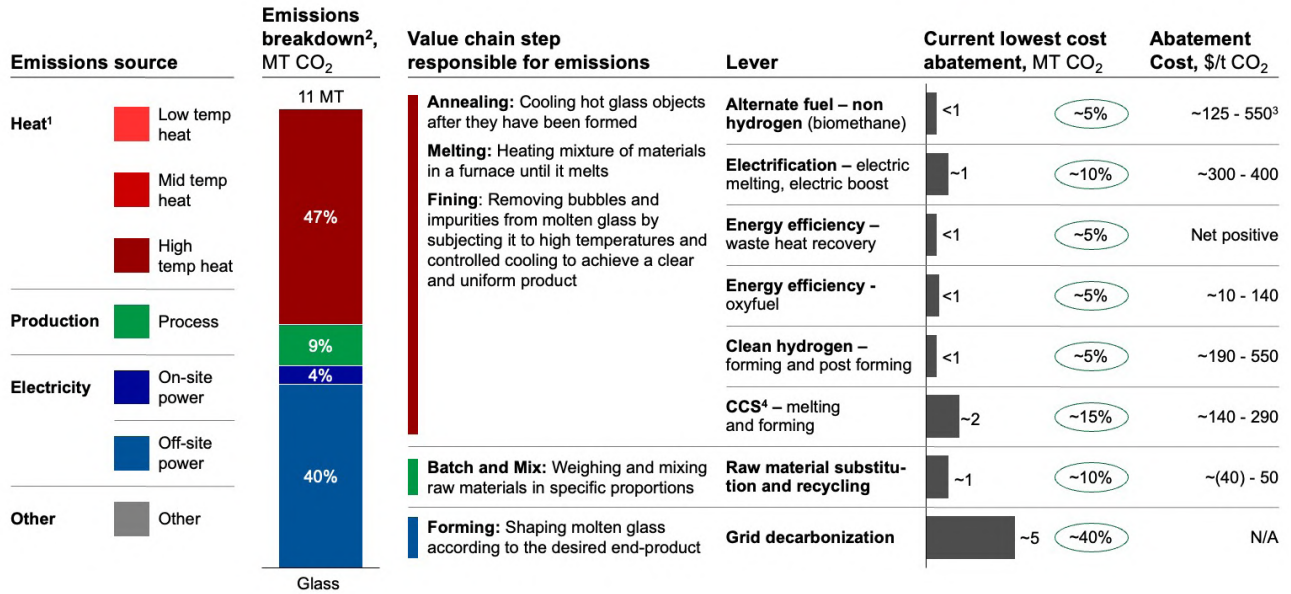 Emissions source
Emissions
breakdown², 
MT CO₂
Value chain step
responsible for emissions
Lever
Current lowest cost
abatement, MT CO₂
Abatement
Cost, $/t CO₂
Heat¹
Low temp
heat
Mid temp
heat
High
temp heat
Production
Process
Electricity
On-site
power
Off-site
power
Other
Other
11 MT
47%
9%
4%
40%
Glass
Annealing: Cooling hot glass objects
after they have been formed
Melting: Heating mixture of materials
in a furnace until it melts
Fining: Removing bubbles and
impurities from molten glass by
subjecting it to high temperatures and
controlled cooling to achieve a clear
and uniform product
Batch and Mix: Weighing and mixing
raw materials in specific proportions
Forming: Shaping molten glass
according to the desired end-product
Alternate fuel – non
hydrogen (biomethane)
<1
~5%
~125 - 550³
Electrification – electric
melting, electric boost
~1
~10%
~300 - 400
Energy efficiency –
waste heat recovery
<1
~5%
Net positive
Energy efficiency -
oxyfuel
<1
~5%
~10 - 140
Clean hydrogen –
forming and post forming
<1
~5%
~190 - 550
CCS⁴ – melting
and forming
~2
~15%
~140 - 290
Raw material substitu-
tion and recycling
~1
~10%
~(40) - 50
Grid decarbonization
~5
~40%
N/A